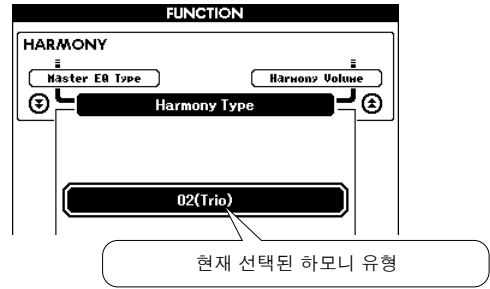 FUNCTION
HARMONY
Master EQ Type
Harmony Volume
Harmony Type
02(Trio)
현재 선택된 하모니 유형